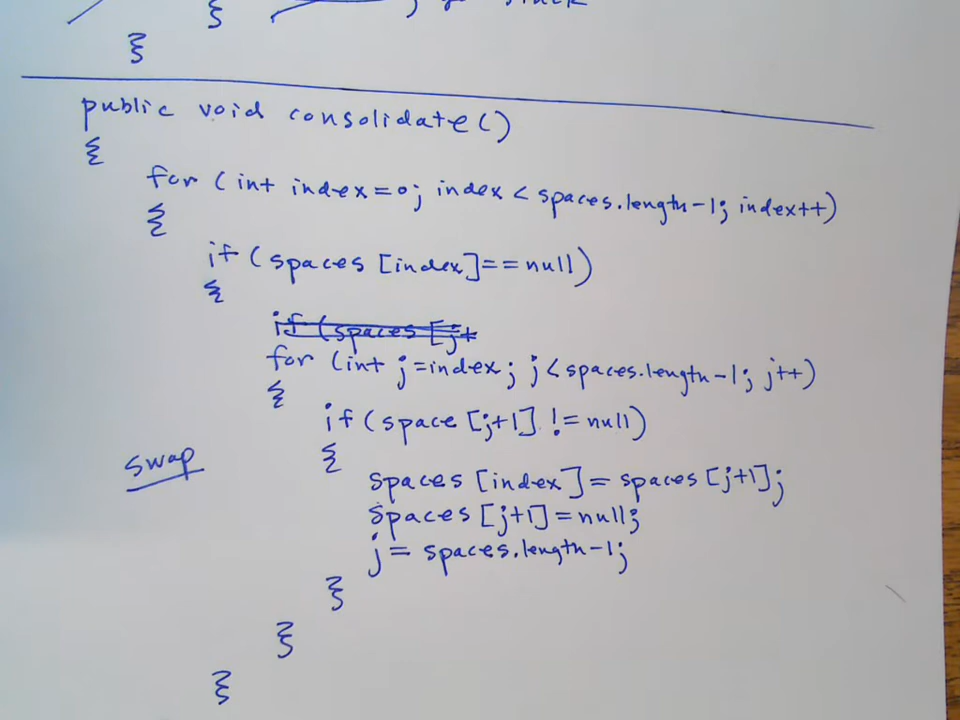 }
}
public void consolidate()
{
for (int index=0; index < spaces.length-1; index++)
{
if (spaces [index]==null)
{
if (spaces [j+
for (int j=index; j<spaces.length-1; j++)
{
if (space [j+1] != null)
{
swap
spaces [index]= spaces [j+1];
spaces [j+1]=null;
j= spaces.length-1;
}
}
}